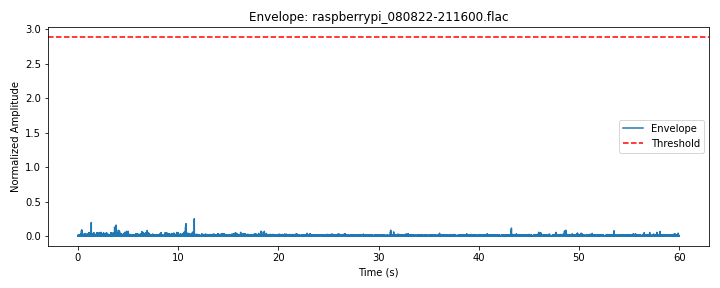 Envelope: raspberrypi_080822-211600.flac
3.0
2.5
2.0
1.5
1.0
0.5
0.0
Normalized Amplitude
Envelope
Threshold
0
10
20
30
40
50
60
Time (s)